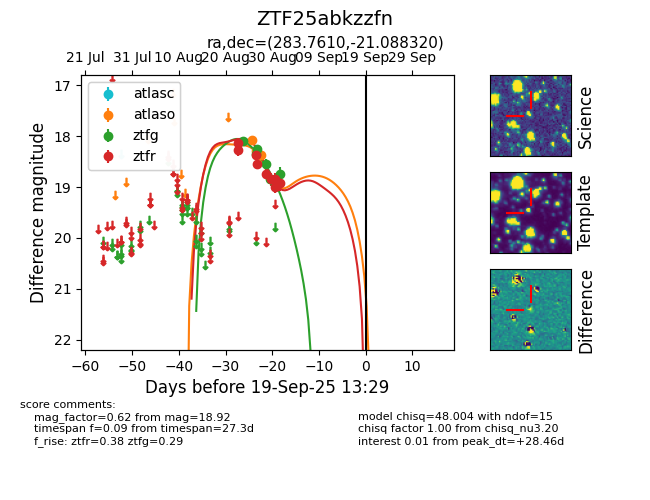 ZTF25abkzzfn
ra,dec=(283.7610,-21.088320)
21 Jul 31 Jul 10 Aug 20 Aug 30 Aug 09 Sep 19 Sep 29 Sep
17
18
19
20
21
22
Difference magnitude
atlasc
atlaso
ztfg
ztfr
−60 −50 −40 −30 −20 −10 0 10
Days before 19-Sep-25 13:29
Science
Template
Difference
score comments:
mag_factor=0.62 from mag=18.92
timespan f=0.09 from timespan=27.3d
f_rise: ztfr=0.38 ztfg=0.29
model chisq=48.004 with ndof=15
chisq factor 1.00 from chisq_nu3.20
interest 0.01 from peak_dt=+28.46d